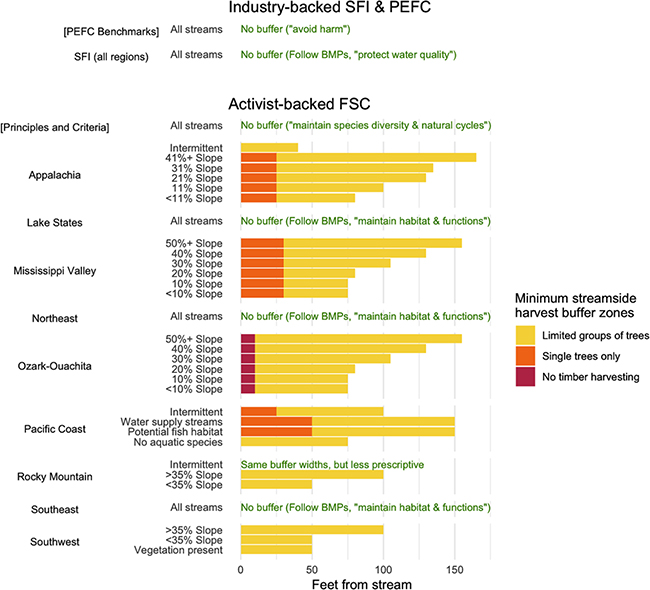 Industry-backed SFI & PEFC
[PEFC Benchmarks] All streams No buffer ("avoid harm")
SFI (all regions) All streams No buffer (Follow BMPs, "protect water quality")
Activist-backed FSC
[Principles and Criteria] All streams No buffer ("maintain species diversity & natural cycles")
Appalachia
Intermittent
41%+ Slope
31% Slope
21% Slope
11% Slope
<11% Slope
Lake States All streams No buffer (Follow BMPs, "maintain habitat & functions")
Mississippi Valley
50%+ Slope
40% Slope
30% Slope
20% Slope
10% Slope
<10% Slope
Northeast All streams No buffer (Follow BMPs, "maintain habitat & functions")
Ozark-Ouachita
50%+ Slope
40% Slope
30% Slope
20% Slope
10% Slope
<10% Slope
Pacific Coast
Intermittent
Water supply streams
Potential fish habitat
No aquatic species
Rocky Mountain
Intermittent Same buffer widths, but less prescriptive
>35% Slope
<35% Slope
Southeast All streams No buffer (Follow BMPs, "maintain habitat & functions")
Southwest
>35% Slope
<35% Slope
Vegetation present
0 50 100 150
Feet from stream
Minimum streamside
harvest buffer zones
Limited groups of trees
Single trees only
No timber harvesting